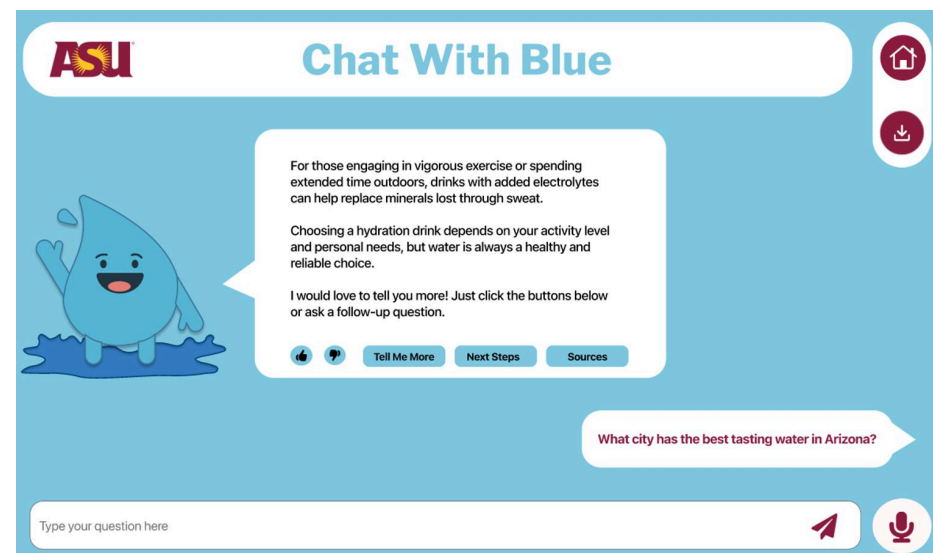 ASU
Chat With Blue
For those engaging in vigorous exercise or spending
extended time outdoors, drinks with added electrolytes
can help replace minerals lost through sweat.
Choosing a hydration drink depends on your activity level
and personal needs, but water is always a healthy and
reliable choice.
I would love to tell you more! Just click the buttons below
or ask a follow-up question.
Tell Me More
Next Steps
Sources
What city has the best tasting water in Arizona?
Type your question here